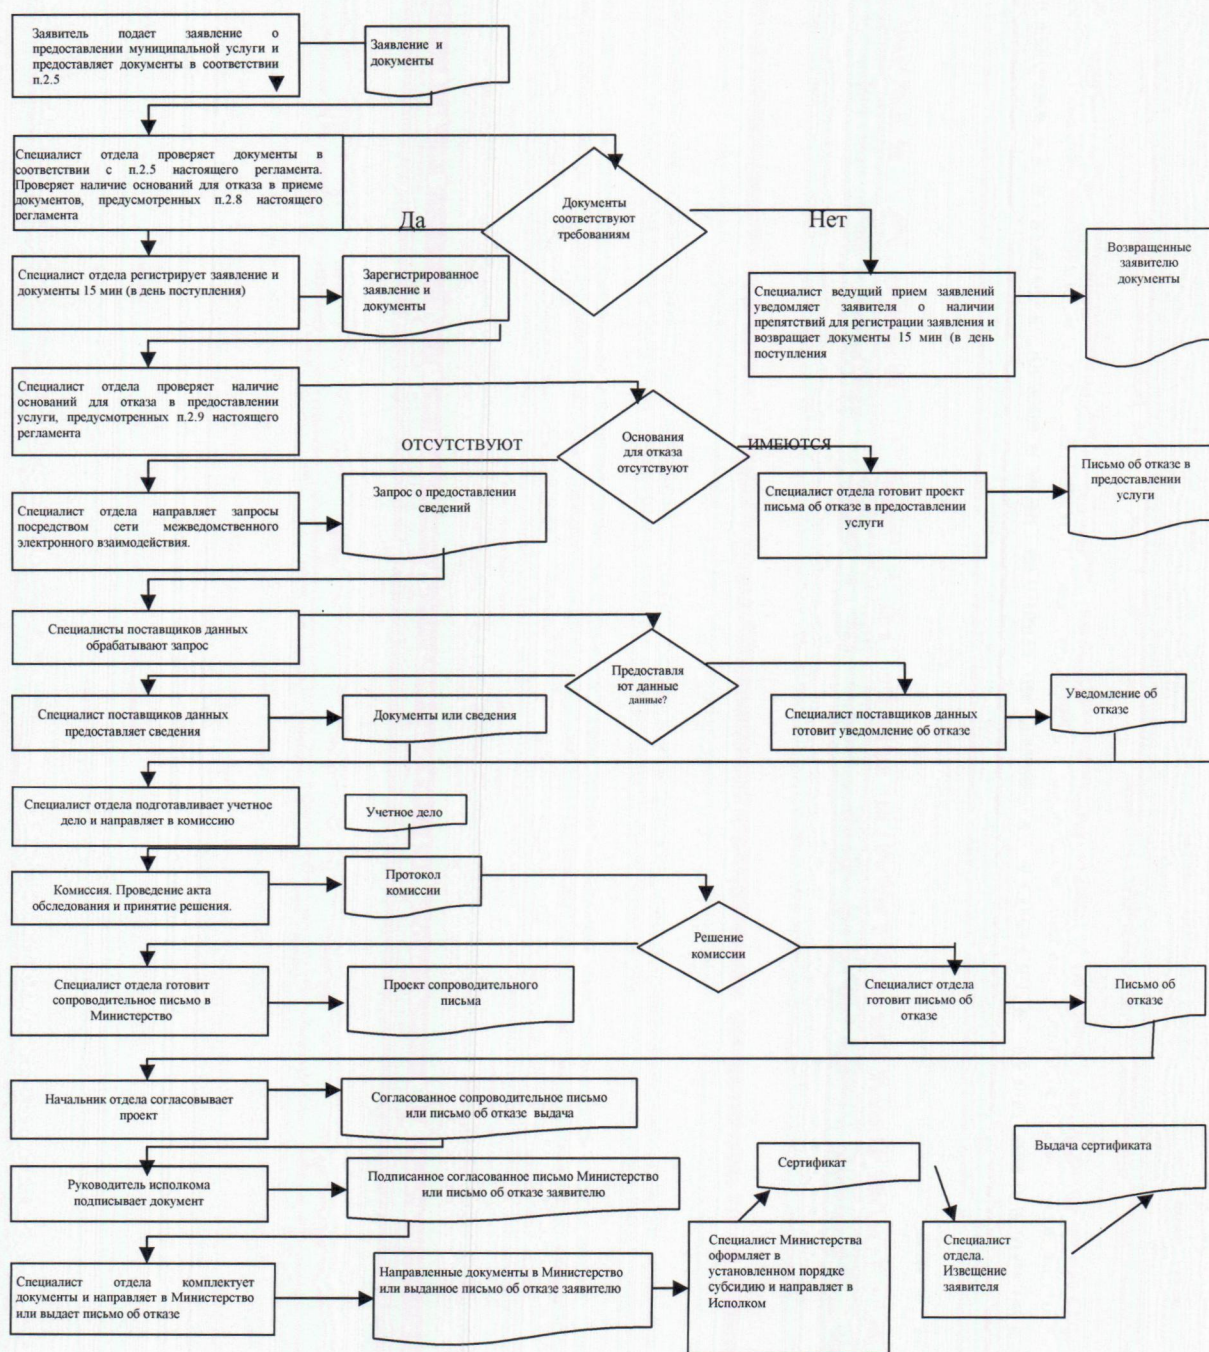 Заявитель подает заявление о
предоставлении муниципальной услуги и
предоставляет документы в соответствии
п.2.5
Заявление и
документы
Специалист отдела проверяет документы в
соответствии с п.2.5 настоящего регламента.
Проверяет наличие оснований для отказа в приеме
документов, предусмотренных п.2.8 настоящего
регламента
Документы
соответствуют
требованиям
Да
Нет
Специалист отдела регистрирует заявление и
документы 15 мин (в день поступления)
Зарегистрированное
заявление и
документы
Специалист ведущий прием заявлений
уведомляет заявителя о наличии
препятствий для регистрации заявления и
возвращает документы 15 мин (в день
поступления
Возвращенные
заявителю
документы
Специалист отдела проверяет наличие
оснований для отказа в предоставлении
услуги, предусмотренных п.2.9 настоящего
регламента
Основания
для отказа
отсутствуют
ОТСУТСТВУЮТ
ИМЕЮТСЯ
Специалист отдела направляет запросы
посредством сети межведомственного
электронного взаимодействия.
Запрос о предоставлении
сведений
Специалист отдела готовит проект
письма об отказе в предоставлении
услуги
Письмо об отказе в
предоставлении
услуги
Специалисты поставщиков данных
обрабатывают запрос
Предоставля
ют данные
данные?
Специалист поставщиков данных
предоставляет сведения
Документы или сведения
Специалист поставщиков данных
готовит уведомление об отказе
Уведомление об
отказе
Специалист отдела подготавливает учетное
дело и направляет в комиссию
Учетное дело
Комиссия. Проведение акта
обследования и принятие решения.
Протокол
комиссии
Решение
комиссии
Специалист отдела готовит
сопроводительное письмо в
Министерство
Проект сопроводительного
письма
Специалист отдела
готовит письмо об
отказе
Письмо об
отказе
Начальник отдела согласовывает
проект
Согласованное сопроводительное письмо
или письмо об отказе выдача
Руководитель исполкома
подписывает документ
Подписанное согласованное письмо Министерство
или письмо об отказе заявителю
Сертификат
Выдача сертификата
Специалист отдела комплектует
документы и направляет в Министерство
или выдает письмо об отказе
Направленные документы в Министерство
или выданное письмо об отказе заявителю
Специалист Министерства
оформляет в
установленном порядке
субсидию и направляет в
Исполком
Специалист
отдела.
Извещение
заявителя